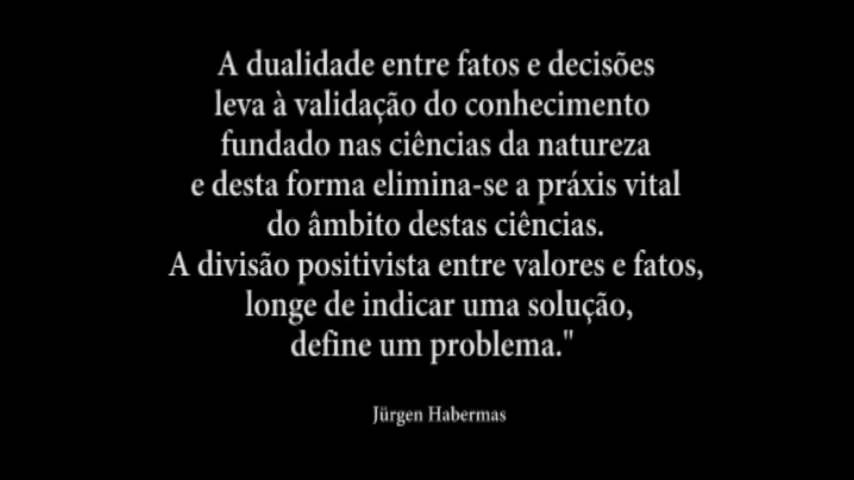 A dualidade entre fatos e decisões
leva à validação do conhecimento
fundado nas ciências da natureza
e desta forma elimina-se a práxis vital
do âmbito destas ciências.
A divisão positivista entre valores e fatos,
longe de indicar uma solução,
define um problema."
Jürgen Habermas